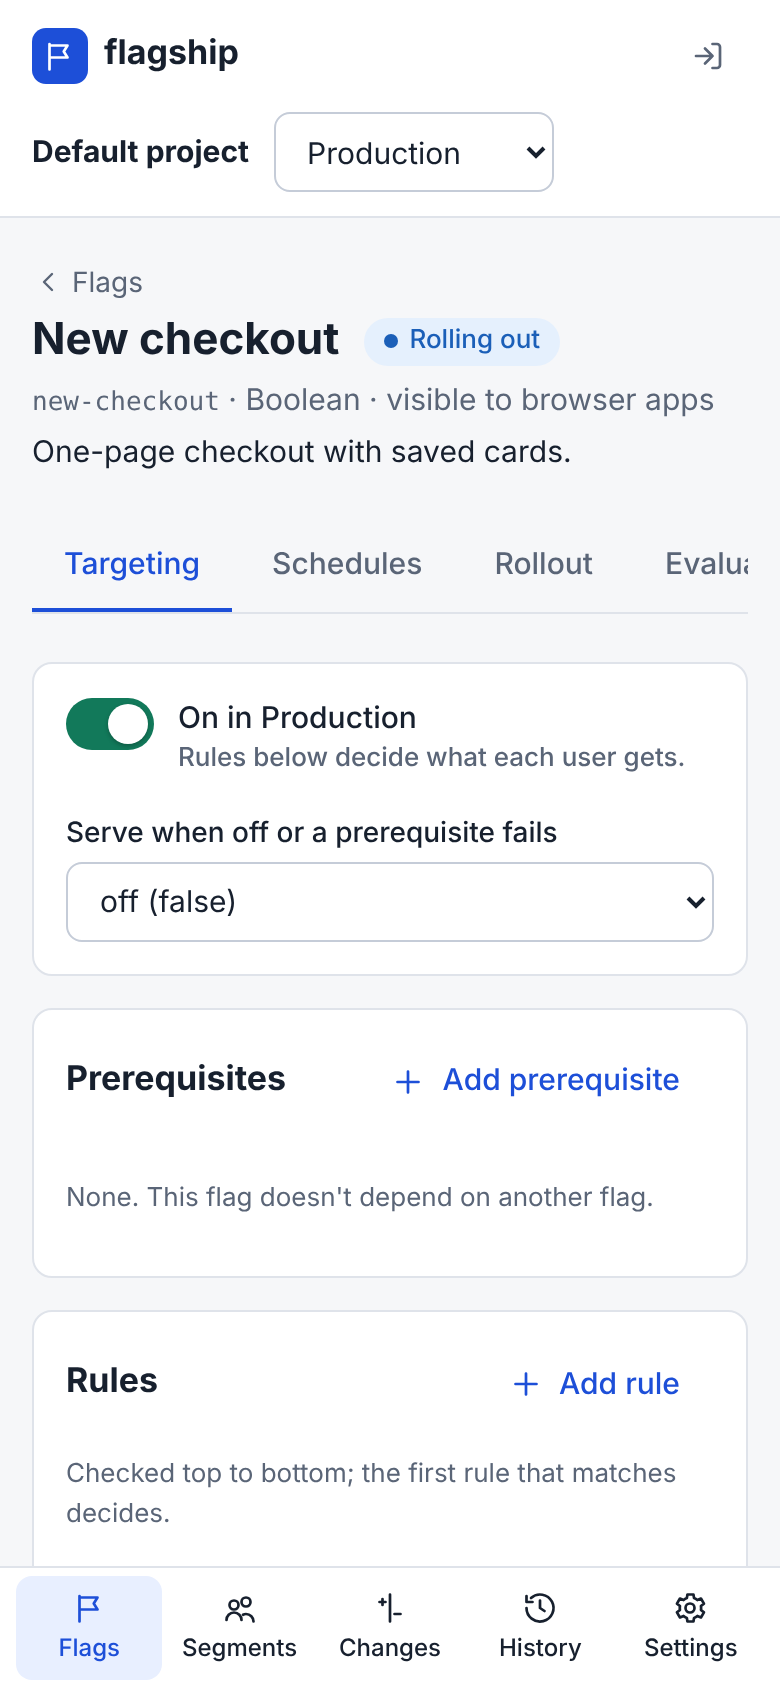 flagship
Default project Production
Flags
New checkout Rolling out
new-checkout · Boolean · visible to browser apps
One-page checkout with saved cards.
Targeting Schedules Rollout Evalua
On in Production
Rules below decide what each user gets.
Serve when off or a prerequisite fails
off (false)
Prerequisites + Add prerequisite
None. This flag doesn't depend on another flag.
Rules + Add rule
Checked top to bottom; the first rule that matches
decides.
Flags Segments Changes History Settings